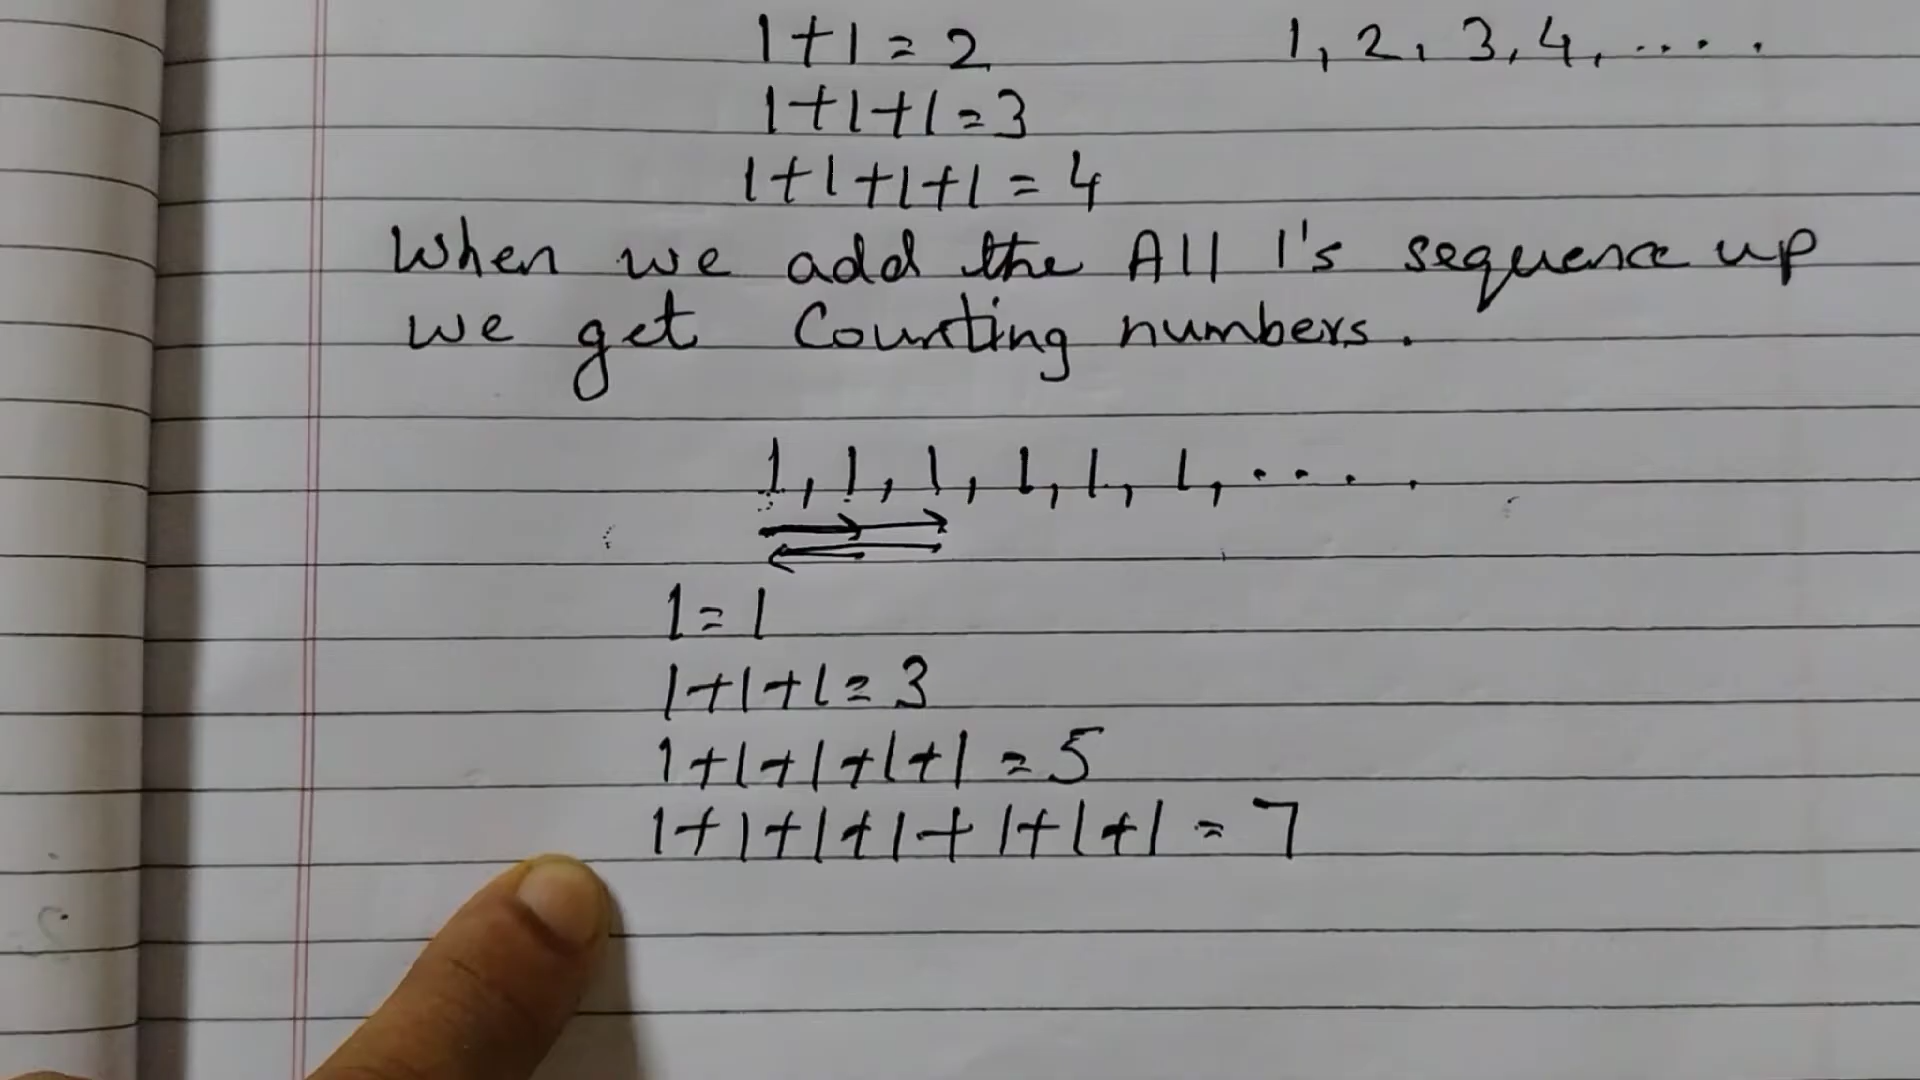 1+1=2 1, 2, 3, 4, ....
1+1+1=3
1+1+1+1=4
When we add the All 1's sequence up
we get Counting numbers.
1, 1, 1, 1, 1, 1, ....
1=1
1+1+1=3
1+1+1+1+1=5
1+1+1+1+1+1+1=7